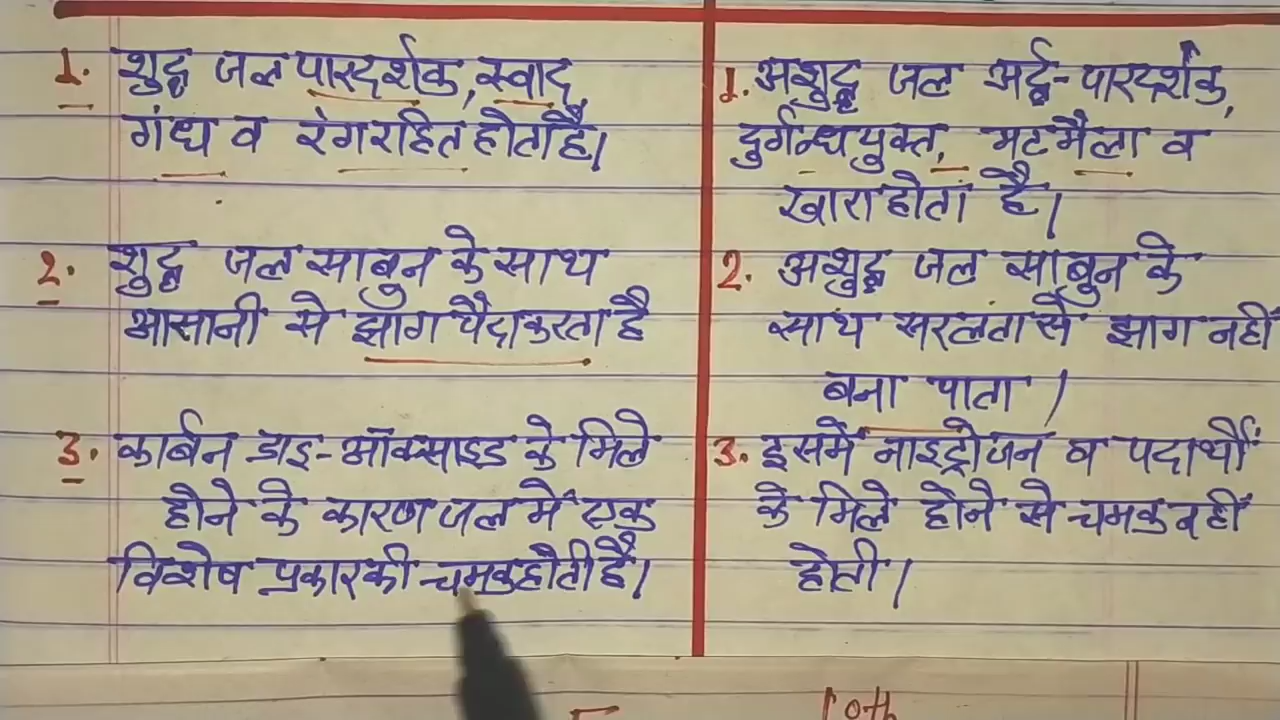 1. शुद्ध जल पारदर्शक, स्वाद,
गंध व रंगरहित होता है।
2. शुद्ध जल साबुन के साथ
आसानी से झाग पैदा करता है
3. कार्बन डाइ-ऑक्साइड के मिले
होने के कारण जल में एक
विशेष प्रकार की चमक होती है।
1. अशुद्ध जल अर्द्ध-पारदर्शक,
दुर्गन्धयुक्त, मटमैला व
खारा होता है।
2. अशुद्ध जल साबुन के
साथ सरलता से झाग नहीं
बना पाता।
3. इसमें नाइट्रोजन व पदार्थों
के मिले होने से चमक नहीं
होती।
10th